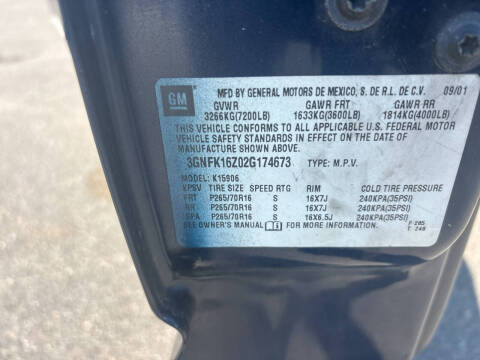 GM
MFD BY GENERAL MOTORS DE MEXICO, S. DE R.L. DE C.V. 09/01
GVWR GAWR FRT GAWR RR
3266KG(7200LB) 1633KG(3600LB) 1814KG(4000LB)
THIS VEHICLE CONFORMS TO ALL APPLICABLE U.S. FEDERAL MOTOR
VEHICLE SAFETY STANDARDS IN EFFECT ON THE DATE OF
MANUFACTURE SHOWN ABOVE.
3GNFK16Z02G174673 TYPE: M.P.V.
MODEL: K15906
KPSV TIRE SIZE SPEED RTG RIM COLD TIRE PRESSURE
FRT P265/70R16 S 16X7J 240KPA(35PSI)
RR P265/70R16 S 16X7J 240KPA(35PSI)
SPA P265/70R16 S 16X6.5J 240KPA(35PSI)
SEE OWNER'S MANUAL FOR MORE INFORMATION. P 285
T 248